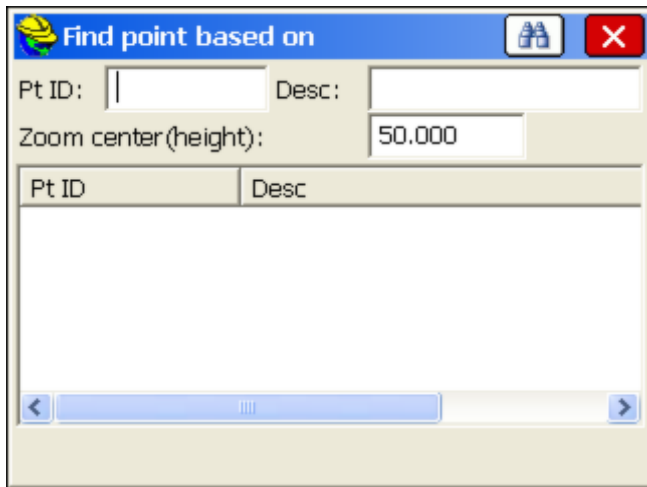 Find point based on
Pt ID: Desc:
Zoom center(height): 50.000
Pt ID Desc